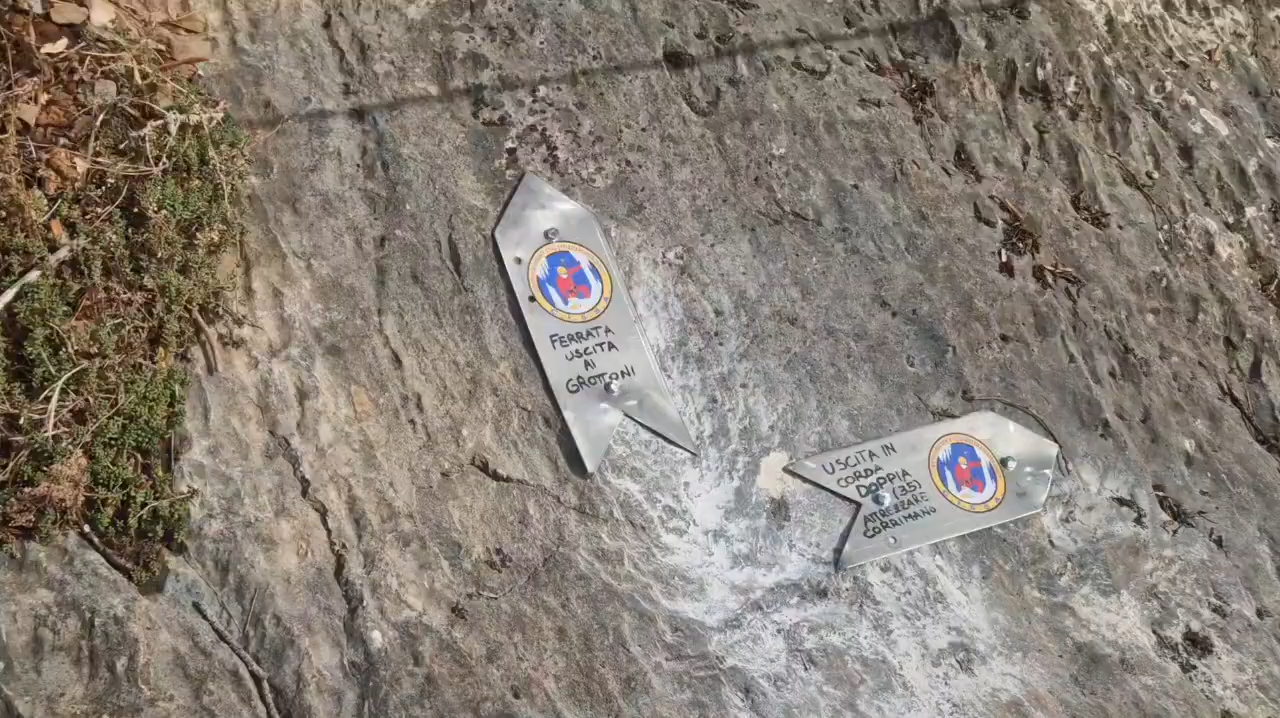 FERRATA
USCITA
AI
GROTTONI
USCITA IN
CORDA
DOPPIA
(35)
ATTREZZARE
CORRIMANO